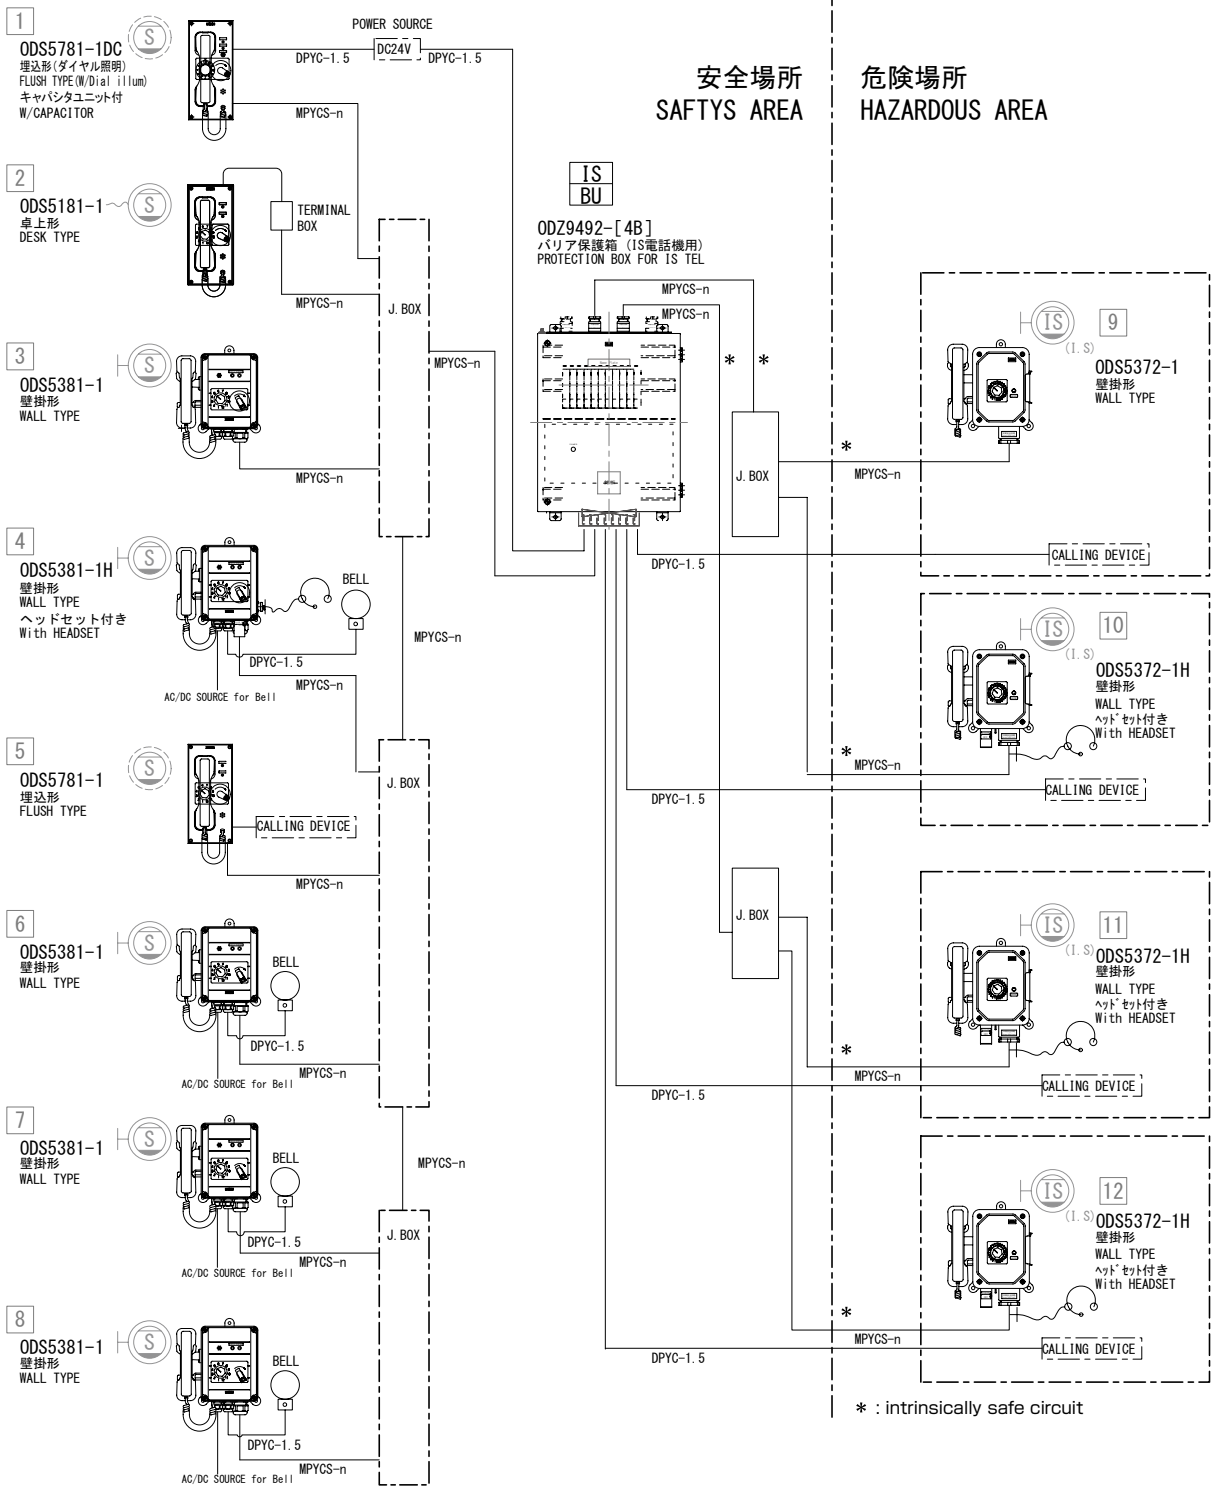 1
S
ODS5781-1DC
埋込形(ダイヤル照明)
FLUSH TYPE(W/Dial illum)
キャパシタユニット付
W/CAPACITOR
POWER SOURCE
DPYC-1.5
DC24V
DPYC-1.5
MPYCS-n
安全場所
SAFTYS AREA
危険場所
HAZARDOUS AREA
2
S
ODS5181-1
卓上形
DESK TYPE
TERMINAL
BOX
MPYCS-n
J.BOX
IS
BU
ODZ9492-[4B]
バリア保護箱 (IS電話機用)
PROTECTION BOX FOR IS TEL
MPYCS-n
MPYCS-n
MPYCS-n
* *
3
S
ODS5381-1
壁掛形
WALL TYPE
MPYCS-n
J.BOX
IS
(I.S)
9
ODS5372-1
壁掛形
WALL TYPE
*
MPYCS-n
CALLING DEVICE
DPYC-1.5
4
S
ODS5381-1H
壁掛形
WALL TYPE
ヘッドセット付き
With HEADSET
BELL
DPYC-1.5
MPYCS-n
AC/DC SOURCE for Bell
MPYCS-n
IS
(I.S)
10
ODS5372-1H
壁掛形
WALL TYPE
ヘッドセット付き
With HEADSET
*
MPYCS-n
CALLING DEVICE
DPYC-1.5
5
S
ODS5781-1
埋込形
FLUSH TYPE
CALLING DEVICE
MPYCS-n
J.BOX
6
S
ODS5381-1
壁掛形
WALL TYPE
BELL
DPYC-1.5
MPYCS-n
AC/DC SOURCE for Bell
J.BOX
IS
(I.S)
11
ODS5372-1H
壁掛形
WALL TYPE
ヘッドセット付き
With HEADSET
*
MPYCS-n
CALLING DEVICE
DPYC-1.5
7
S
ODS5381-1
壁掛形
WALL TYPE
BELL
DPYC-1.5
MPYCS-n
AC/DC SOURCE for Bell
MPYCS-n
J.BOX
IS
(I.S)
12
ODS5372-1H
壁掛形
WALL TYPE
ヘッドセット付き
With HEADSET
*
MPYCS-n
CALLING DEVICE
DPYC-1.5
8
S
ODS5381-1
壁掛形
WALL TYPE
BELL
DPYC-1.5
MPYCS-n
AC/DC SOURCE for Bell
* : intrinsically safe circuit